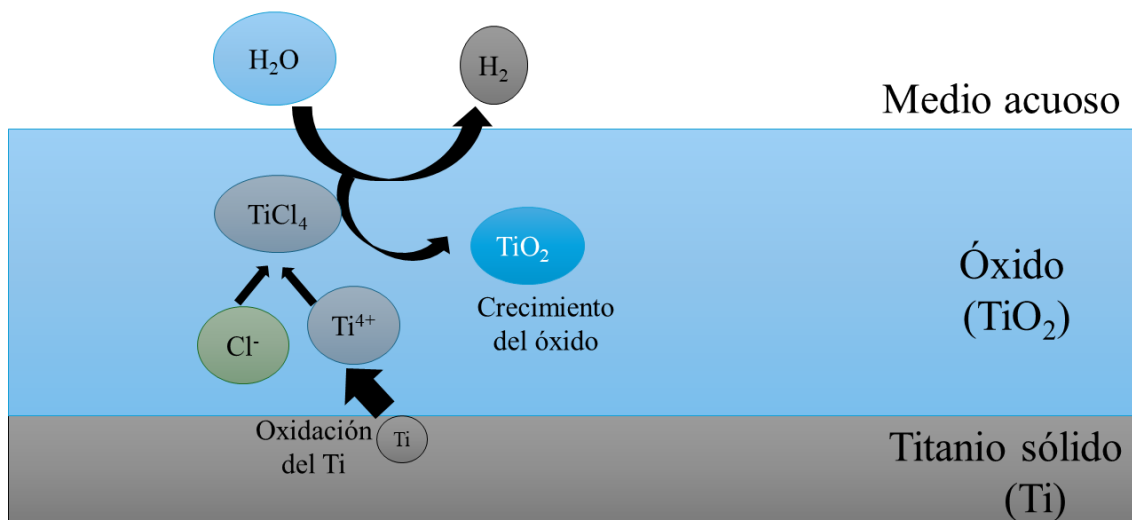 H₂O
H₂
Medio acuoso
TiCl₄
TiO₂
Óxido
(TiO₂)
Crecimiento
del óxido
Cl⁻
Ti⁴⁺
Oxidación
del Ti
Ti
Titanio sólido
(Ti)